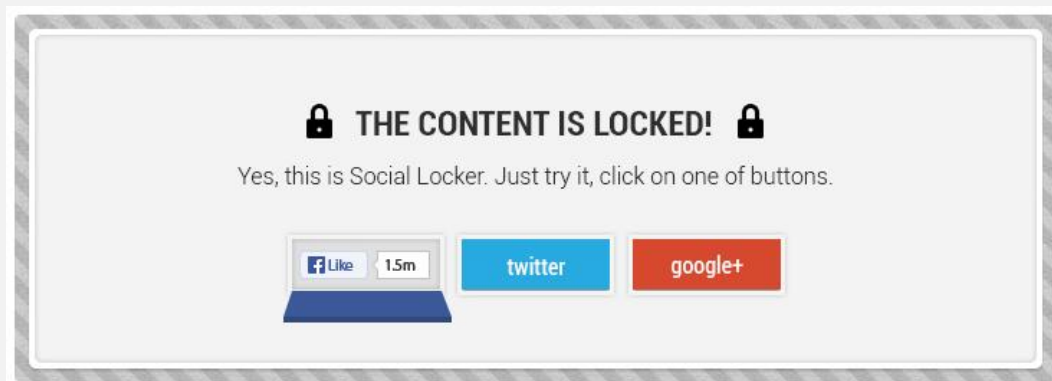 THE CONTENT IS LOCKED!
Yes, this is Social Locker. Just try it, click on one of buttons.
Like 1.5m twitter google+